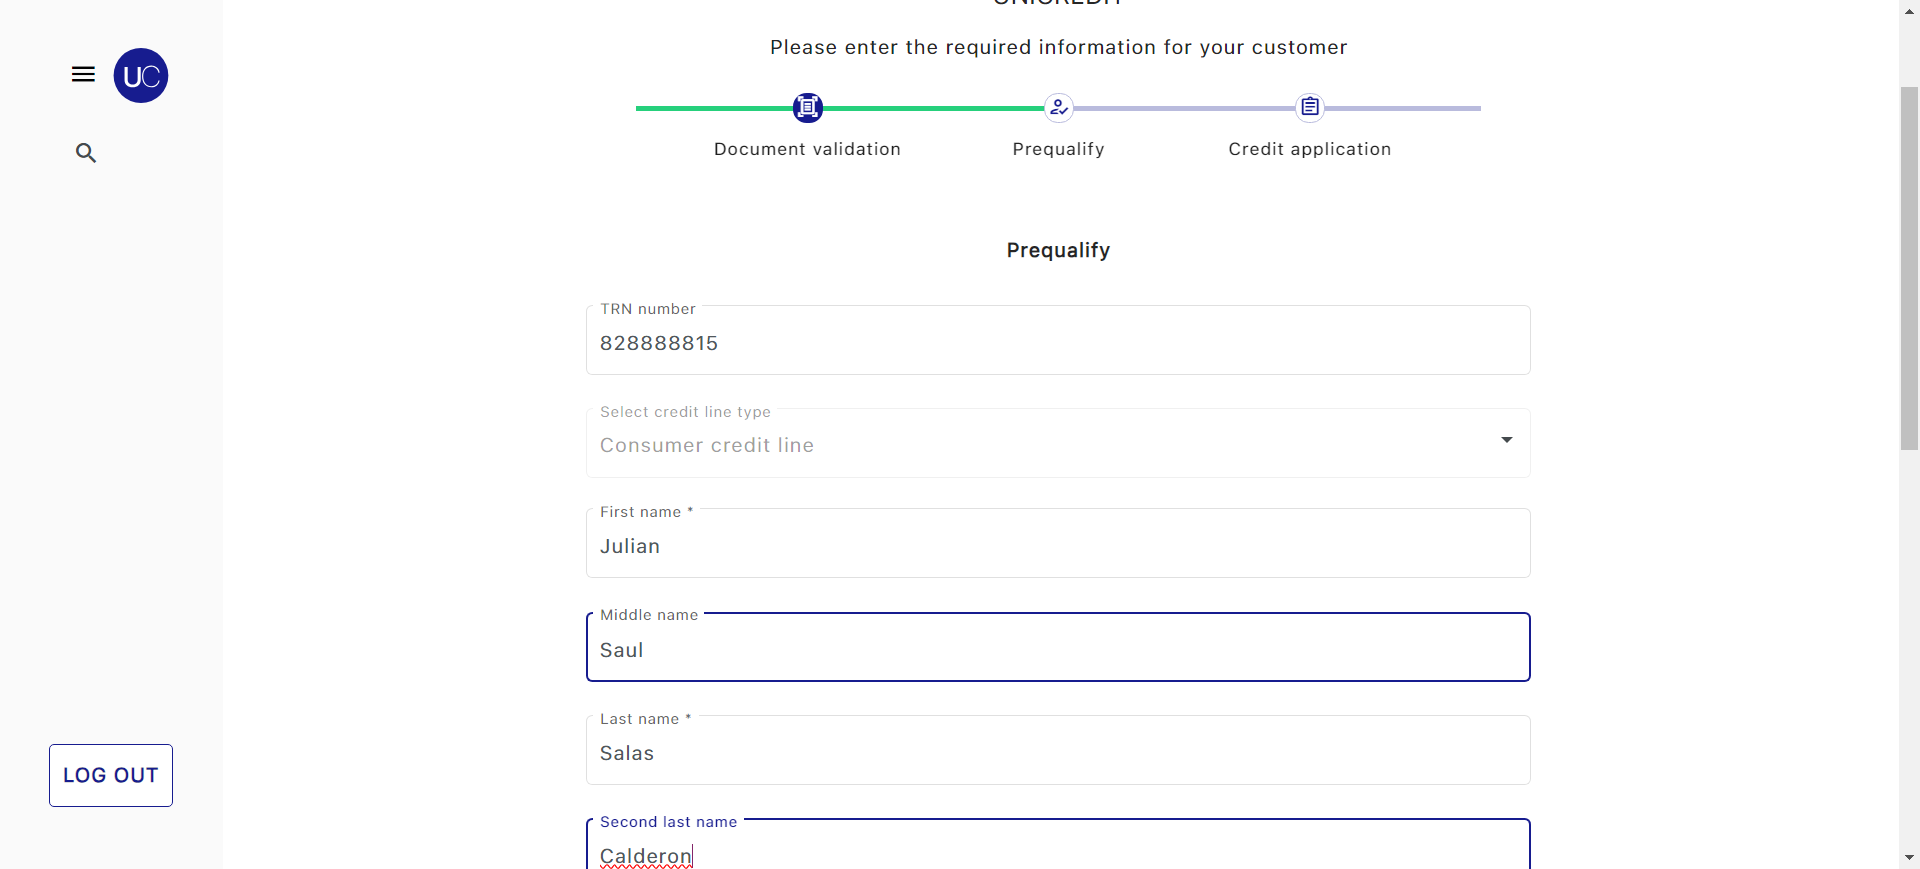 UNICREDIT
Please enter the required information for your customer
UC
Document validation
Prequalify
Credit application
Prequalify
TRN number
828888815
Select credit line type
Consumer credit line
First name *
Julian
Middle name
Saul
Last name *
Salas
Second last name
Calderon
LOG OUT